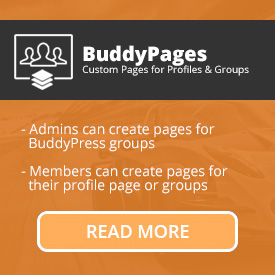 BuddyPages
Custom Pages for Profiles & Groups
- Admins can create pages for
BuddyPress groups
- Members can create pages for
their profile page or groups
READ MORE